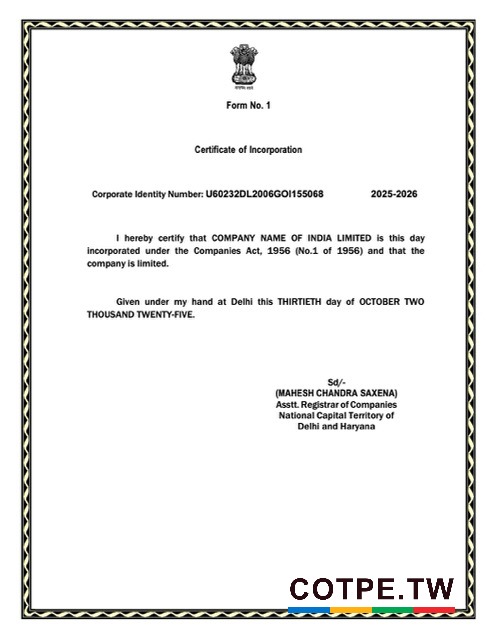 Form No. 1
Certificate of Incorporation
Corporate Identity Number: U60232DL2006GOI155068 2025-2026
I hereby certify that COMPANY NAME OF INDIA LIMITED is this day
incorporated under the Companies Act, 1956 (No.1 of 1956) and that the
company is limited.
Given under my hand at Delhi this THIRTIETH day of OCTOBER TWO
THOUSAND TWENTY-FIVE.
Sd/-
(MAHESH CHANDRA SAXENA)
Asstt. Registrar of Companies
National Capital Territory of
Delhi and Haryana
COTPE.TW